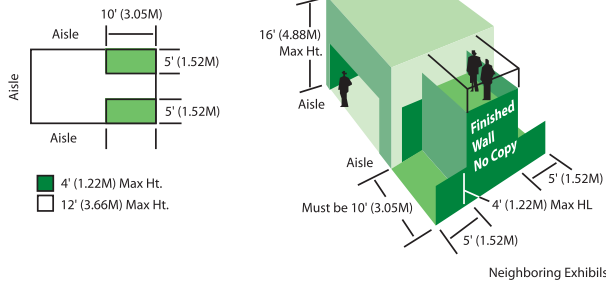 10' (3.05M)
Aisle
5' (1.52M)
Aisle
5' (1.52M)
Aisle
4' (1.22M) Max Ht.
12' (3.66M) Max Ht.
16' (4.88M)
Max Ht.
Aisle
Finished
Wall
No Copy
Aisle
5' (1.52M)
Must be 10' (3.05M)
4' (1.22M) Max HL
5' (1.52M)
Neighboring Exhibils